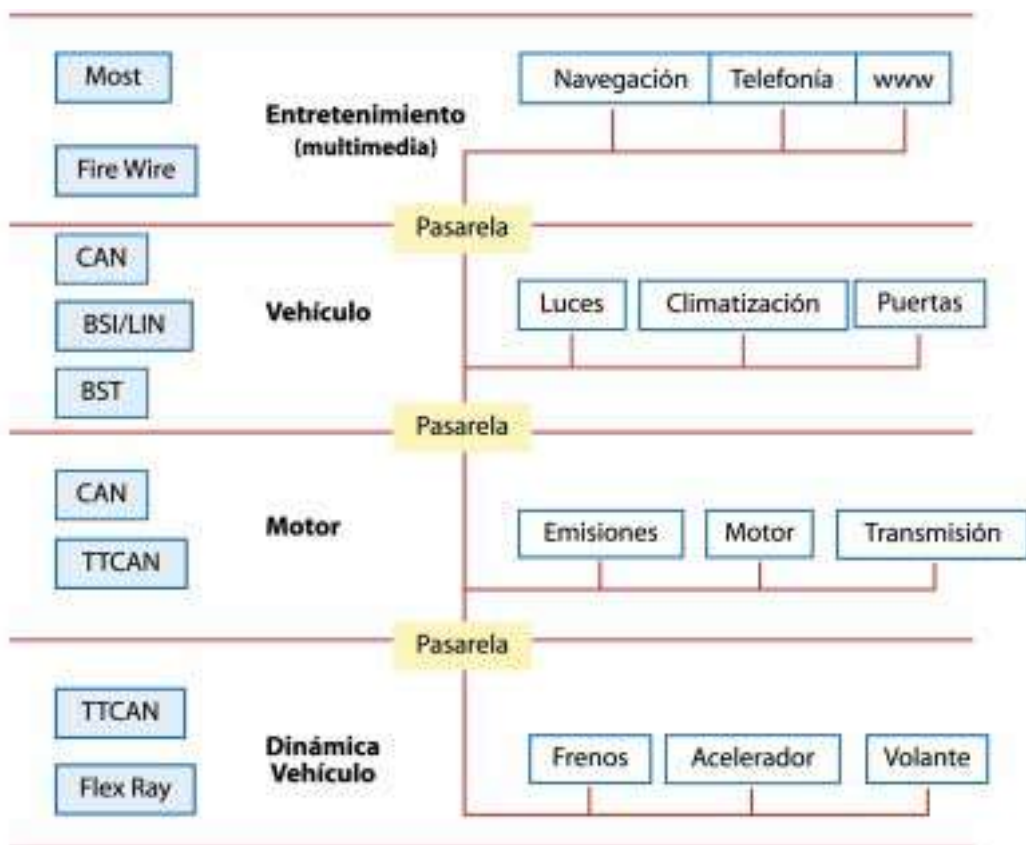 Most
Navegación Telefonía www
Entretenimiento
(multimedia)
Fire Wire
Pasarela
CAN
BSI/LIN
Vehículo
Luces Climatización Puertas
BST
Pasarela
CAN
Motor
Emisiones Motor Transmisión
TTCAN
Pasarela
TTCAN
Dinámica
Vehículo
Frenos Acelerador Volante
Flex Ray